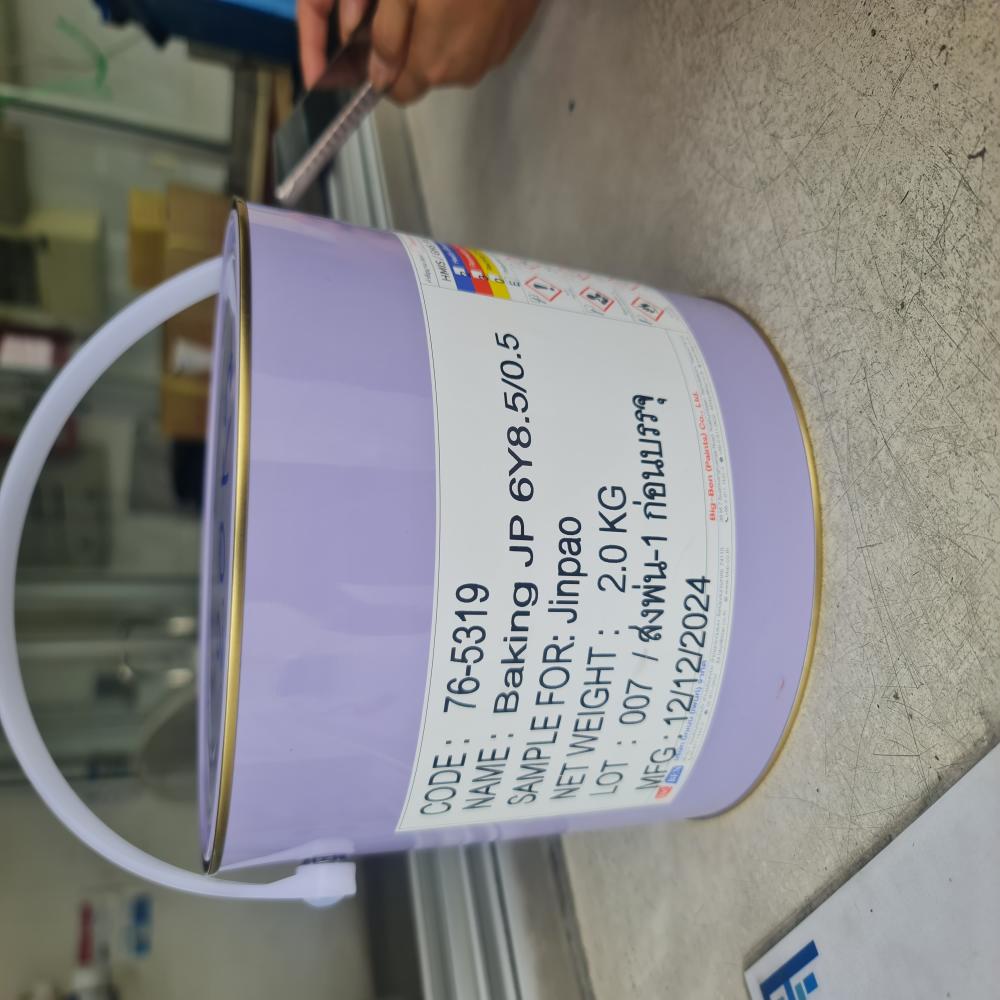 CODE : 76-5319
NAME : Baking JP 6Y8.5/0.5
SAMPLE FOR: Jinpao
NET WEIGHT : 2.0 KG
LOT : 007 / ส่งพ่น-1 ก่อนบรรจุ
MFG : 12/12/2024
Big-Ben (Paints) Co., Ltd.
HMIS